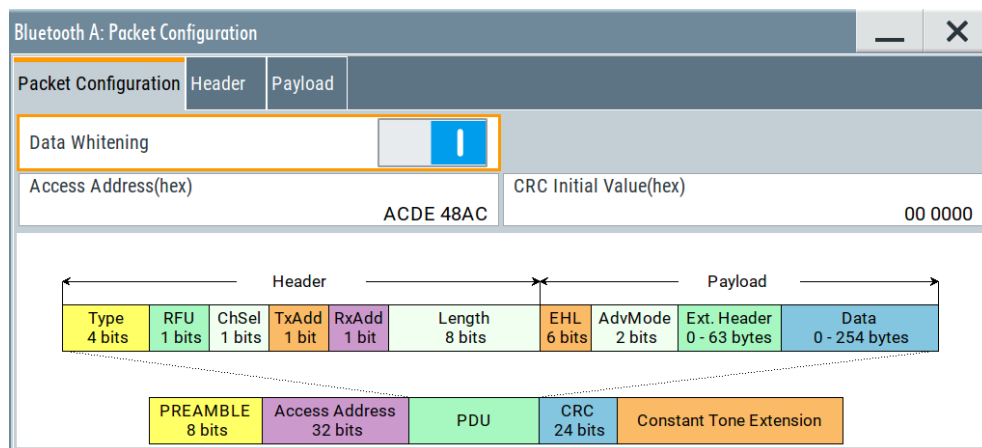 Bluetooth A: Packet Configuration
Packet Configuration Header Payload
Data Whitening
Access Address(hex) CRC Initial Value(hex)
ACDE 48AC 00 0000
Header Payload
Type RFU ChSel TxAdd RxAdd Length EHL AdvMode Ext. Header Data
4 bits 1 bits 1 bits 1 bit 1 bit 8 bits 6 bits 2 bits 0 - 63 bytes 0 - 254 bytes
PREAMBLE Access Address PDU CRC Constant Tone Extension
8 bits 32 bits 24 bits